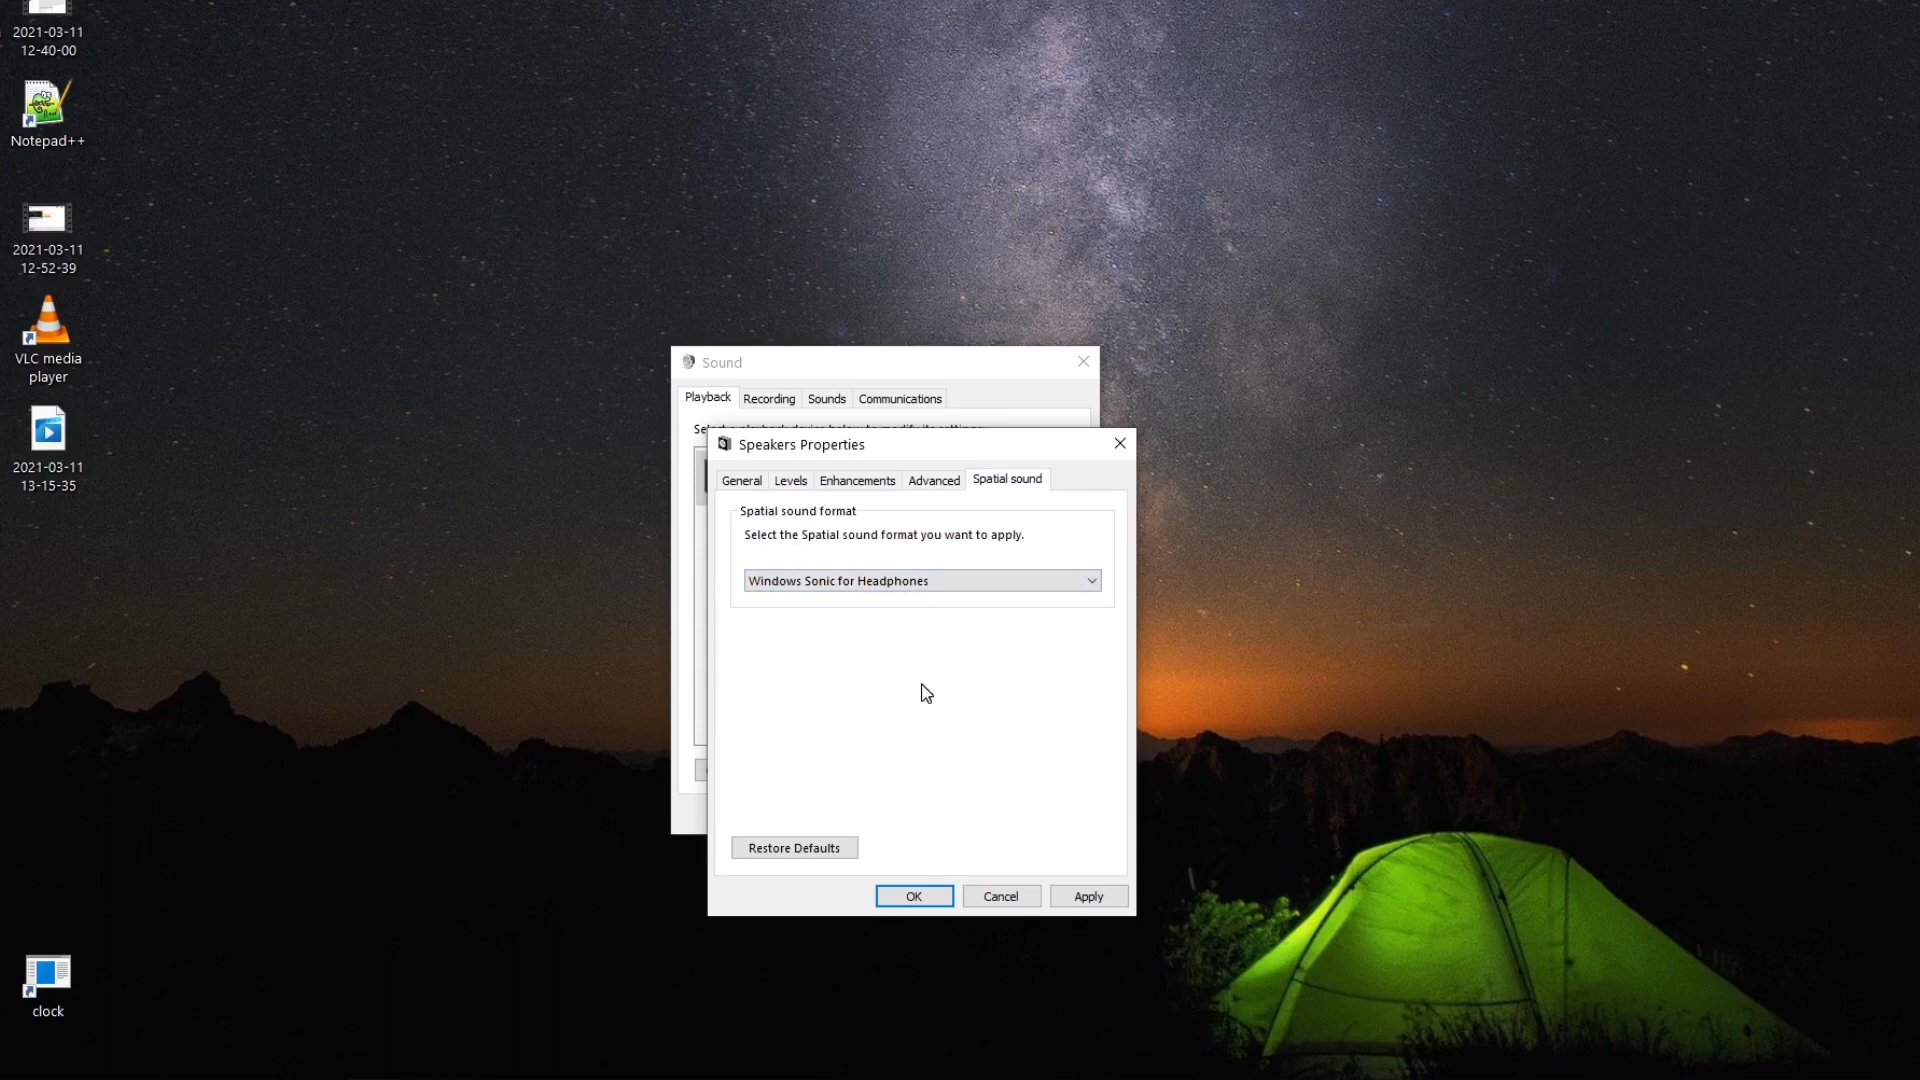 2021-03-11
12-40-00
Notepad++
2021-03-11
12-52-39
VLC media
player
2021-03-11
13-15-35
clock
Sound
Playback
Recording
Sounds
Communications
Speakers Properties
General
Levels
Enhancements
Advanced
Spatial sound
Spatial sound format
Select the Spatial sound format you want to apply.
Windows Sonic for Headphones
Restore Defaults
OK
Cancel
Apply